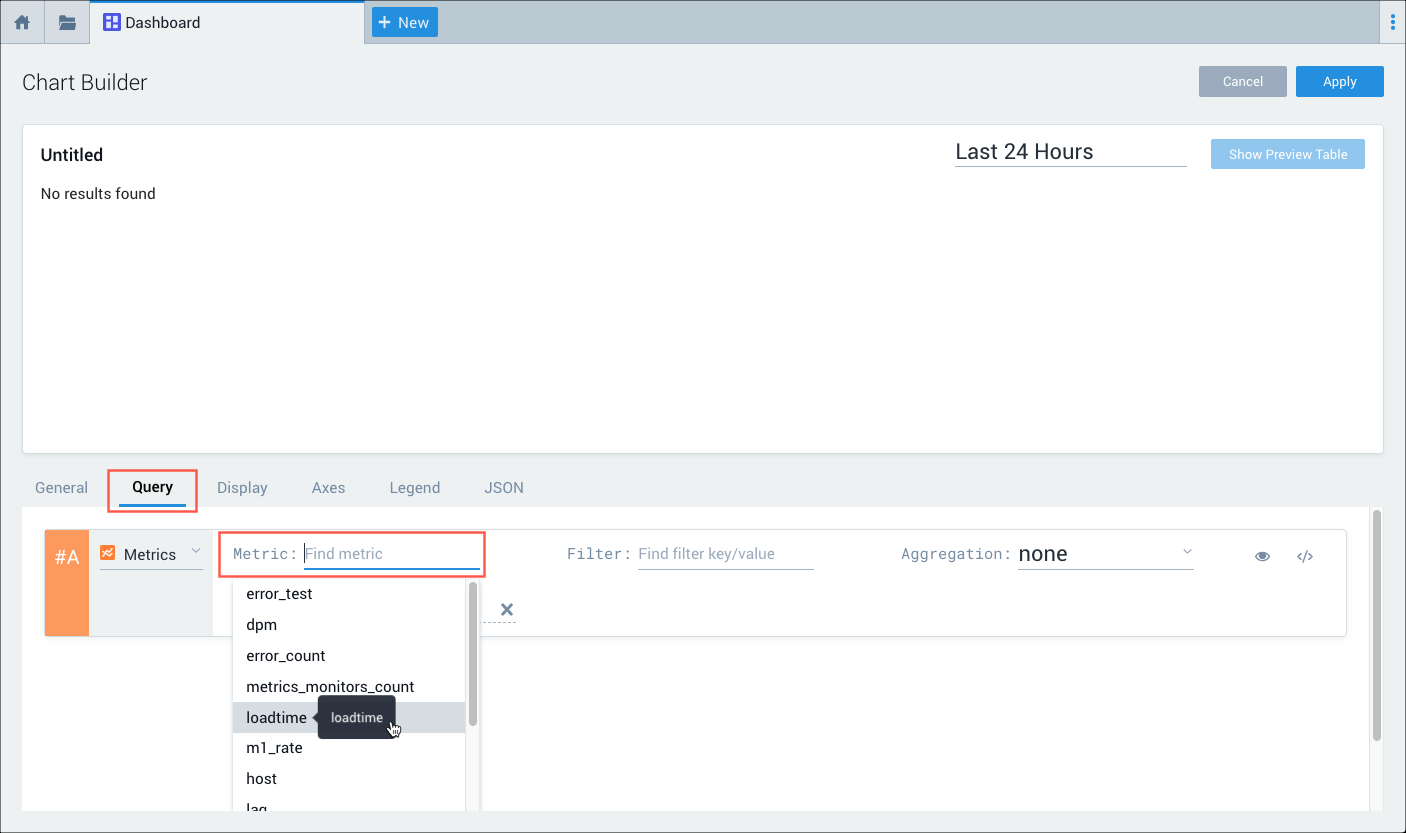 Dashboard
+ New
Chart Builder
Cancel
Apply
Untitled
Last 24 Hours
Show Preview Table
No results found
General
Query
Display
Axes
Legend
JSON
#A
Metrics
Metric: Find metric
Filter: Find filter key/value
Aggregation: none
</>
error_test
dpm
error_count
metrics_monitors_count
loadtime
loadtime
m1_rate
host
lag